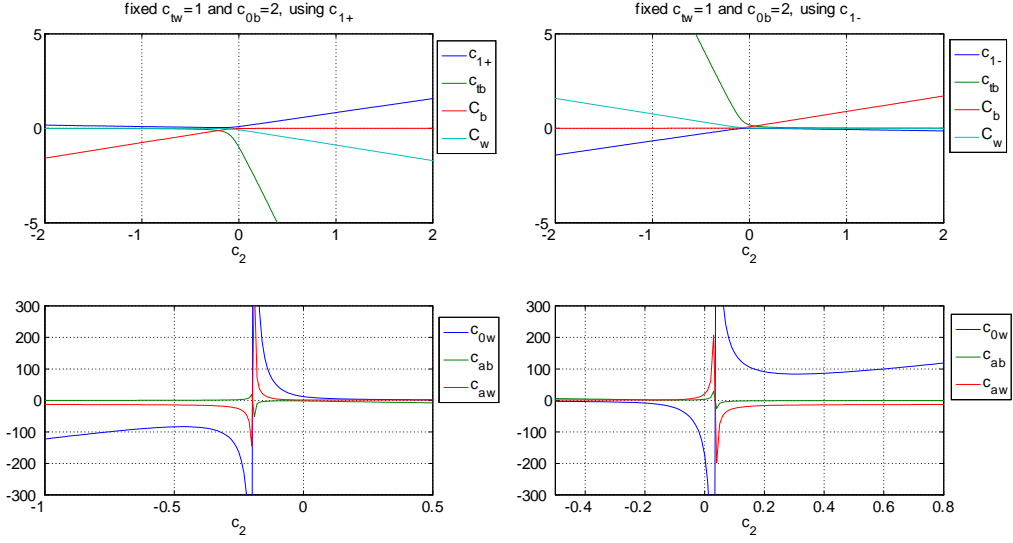 fixed c_tw=1 and c_0b=2, using c_1+
fixed c_tw=1 and c_0b=2, using c_1-
5
0
-5
-2
-1
0
1
2
c_2
c_1+
c_tb
C_b
C_w
5
0
-5
-2
-1
0
1
2
c_2
c_1-
c_tb
C_b
C_w
300
200
100
0
-100
-200
-300
-1
-0.5
0
0.5
c_2
c_0w
c_ab
c_aw
300
200
100
0
-100
-200
-300
-0.4
-0.2
0
0.2
0.4
0.6
0.8
c_2
c_0w
c_ab
c_aw